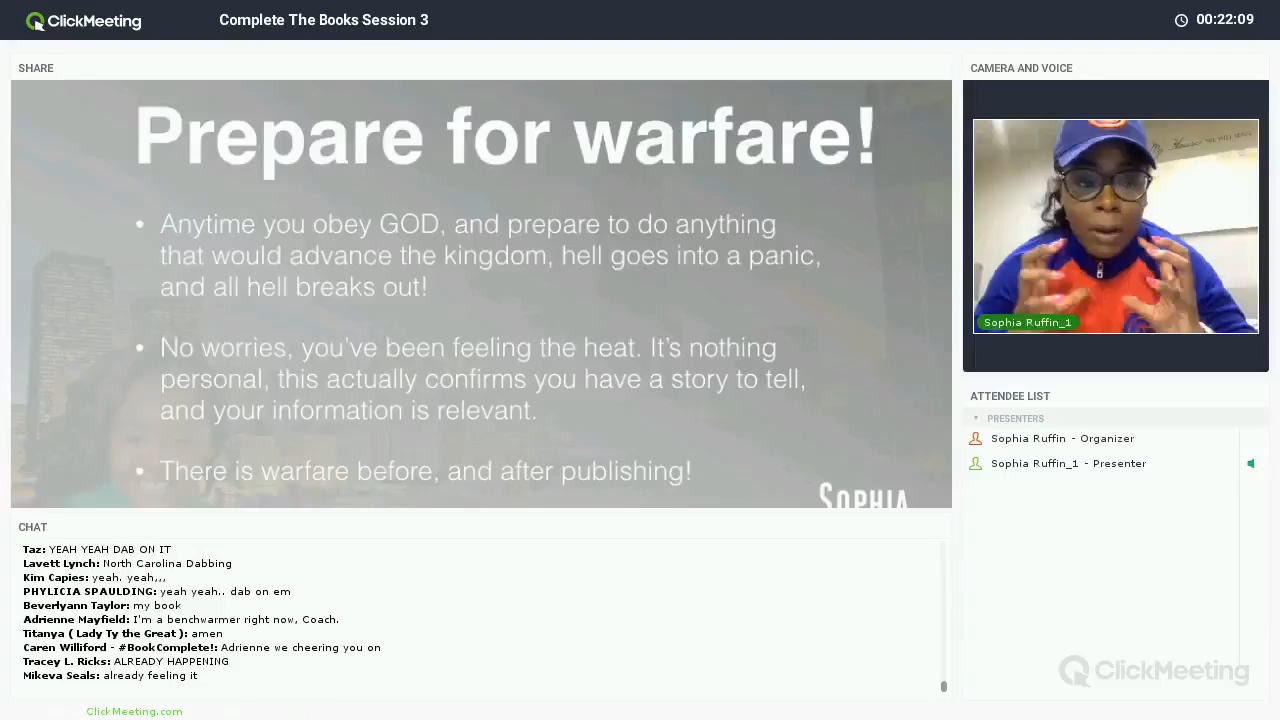 ClickMeeting
Complete The Books Session 3
00:22:09
SHARE
Prepare for warfare!
• Anytime you obey GOD, and prepare to do anything
that would advance the kingdom, hell goes into a panic,
and all hell breaks out!
• No worries, you've been feeling the heat. It's nothing
personal, this actually confirms you have a story to tell,
and your information is relevant.
• There is warfare before, and after publishing!
SOPHIA
CHAT
Taz: YEAH YEAH DAB ON IT
Lavett Lynch: North Carolina Dabbing
Kim Capies: yeah. yeah,,,
PHYLICIA SPAULDING: yeah yeah.. dab on em
Beverlyann Taylor: my book
Adrienne Mayfield: I'm a benchwarmer right now, Coach.
Titanya ( Lady Ty the Great ): amen
Caren Williford - #BookComplete!: Adrienne we cheering you on
Tracey L. Ricks: ALREADY HAPPENING
Mikeva Seals: already feeling it
ClickMeeting.com
CAMERA AND VOICE
Sophia Ruffin_1
ATTENDEE LIST
PRESENTERS
Sophia Ruffin - Organizer
Sophia Ruffin_1 - Presenter
ClickMeeting